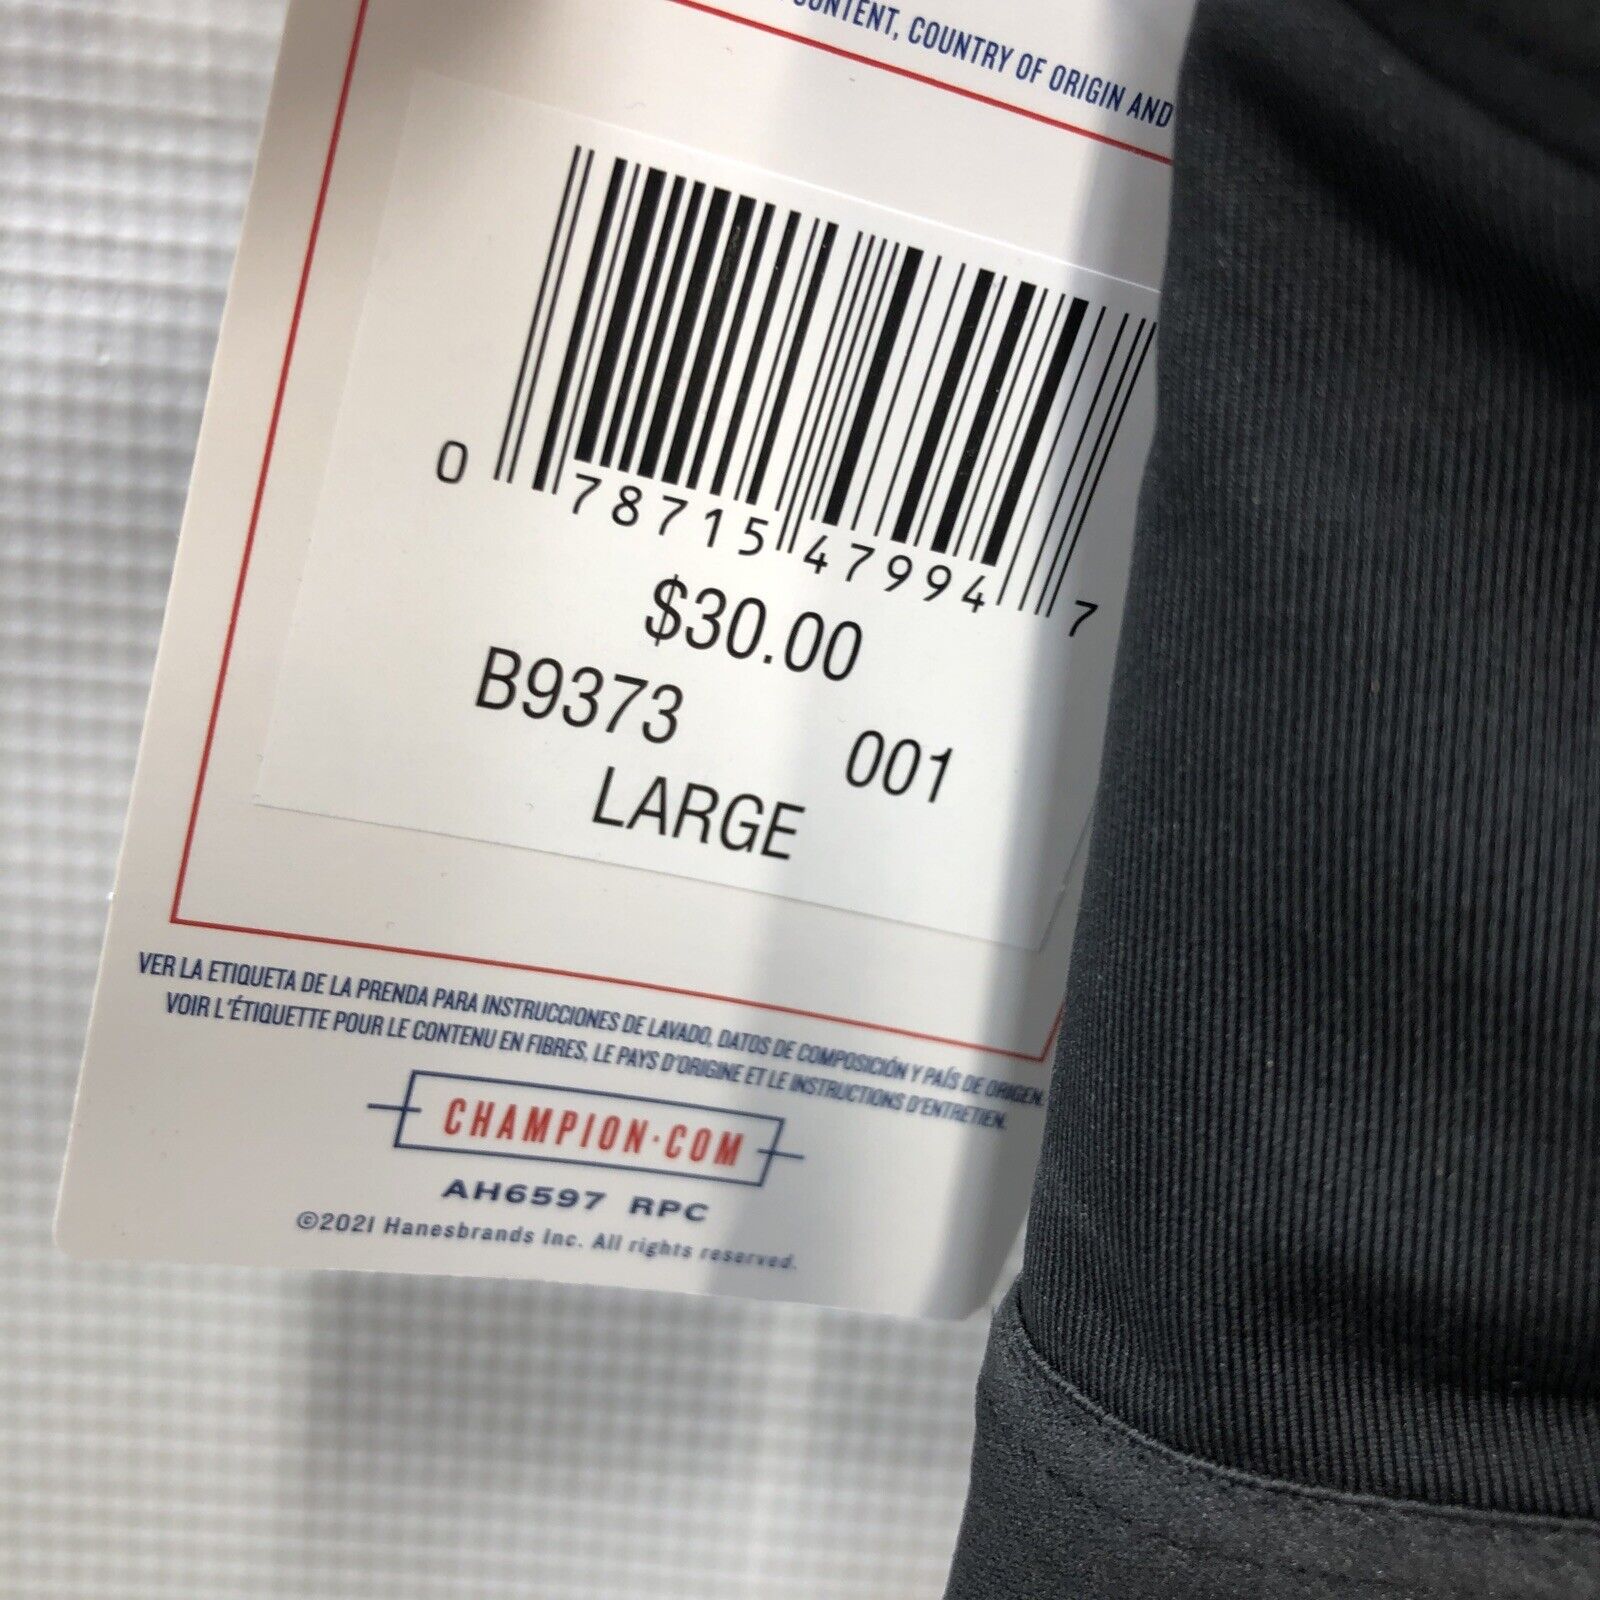 CONTENT, COUNTRY OF ORIGIN AND
0 78715 47994 7
$30.00
B9373 001
LARGE
VER LA ETIQUETA DE LA PRENDA PARA INSTRUCCIONES DE LAVADO, DATOS DE COMPOSICIÓN Y PAÍS DE ORIGEN.
VOIR L'ÉTIQUETTE POUR LE CONTENU EN FIBRES, LE PAYS D'ORIGINE ET LE INSTRUCTIONS D'ENTRETIEN.
CHAMPION·COM
AH6597 RPC
©2021 Hanesbrands Inc. All rights reserved.